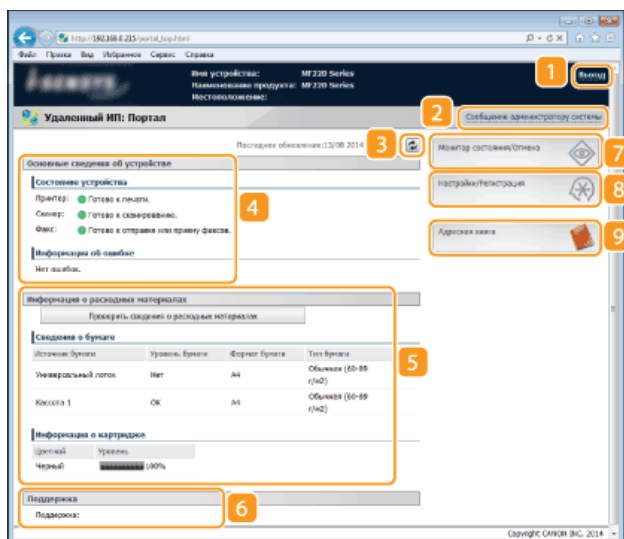 http://192.168.0.215/portal_top.html
Файл Правка Вид Избранное Сервис Справка
Имя устройства: MF220 Series
Наименование продукта: MF220 Series
Местоположение:
1
Выход
Удаленный ИП: Портал
2
Сообщение администратору системы
Последнее обновление:13/08 2014
3
Монитор состояния/Отмена
7
Основные сведения об устройстве
Состояние устройства
Настройки/Регистрация
8
Принтер: Готово к печати.
4
Сканер: Готово к сканированию.
Факс: Готово к отправке или приему факсов.
Адресная книга
9
Информация об ошибке
Нет ошибок.
Информация о расходных материалах
Проверить сведения о расходных материалах
Сведения о бумаге
Источник бумаги Уровень бумаги Формат бумаги Тип бумаги
5
Универсальный лоток Нет A4 Обычная (60-89
г/м2)
Кассета 1 OK A4 Обычная (60-89
г/м2)
Информация о картридже
Цветной Уровень
Черный 100%
Поддержка
6
Поддержка:
Copyright CANON INC. 2014